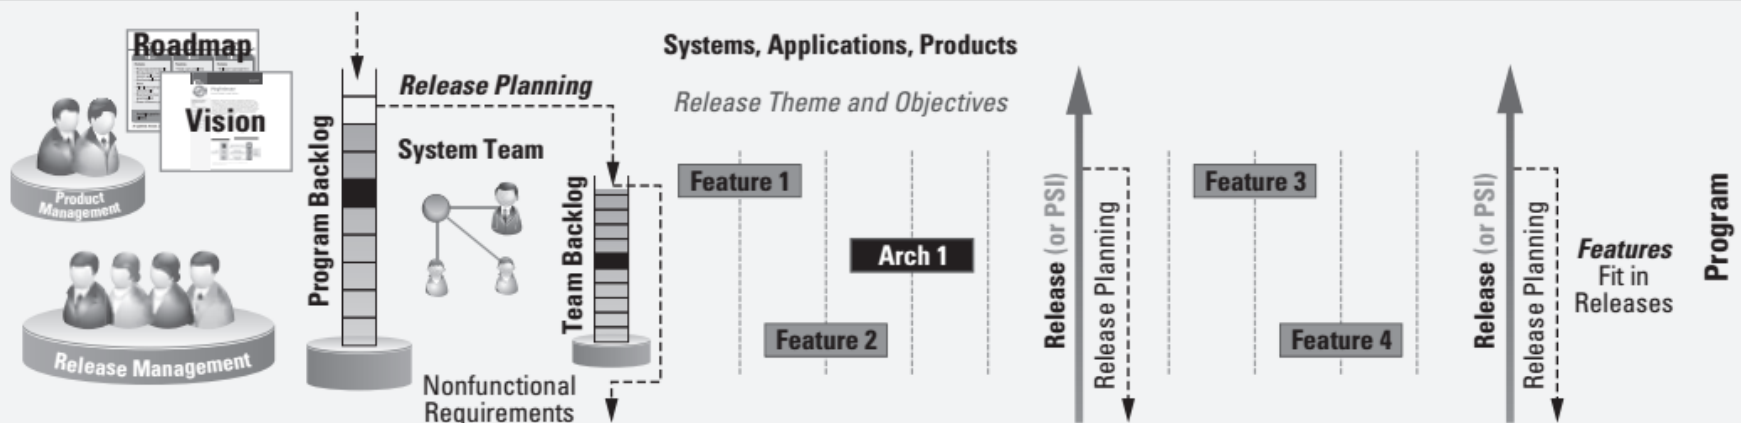 Roadmap
Vision
Product
Management
Release Management
Program Backlog
Release Planning
System Team
Team Backlog
Nonfunctional
Requirements
Systems, Applications, Products
Release Theme and Objectives
Feature 1
Arch 1
Feature 2
Release (or PSI)
Release Planning
Feature 3
Feature 4
Release (or PSI)
Release Planning
Features
Fit in
Releases
Program